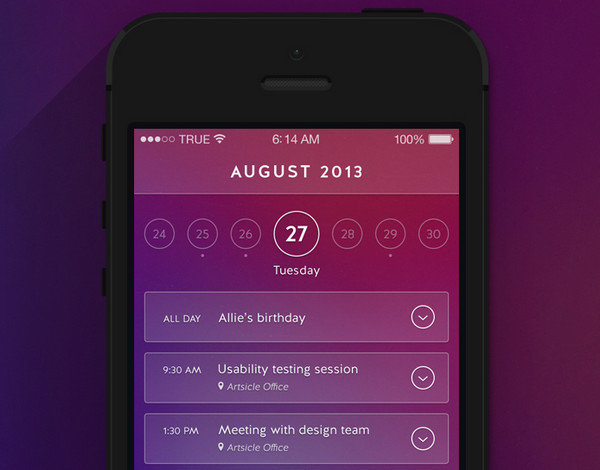 TRUE 6:14 AM 100%
AUGUST 2013
24 25 26 27 28 29 30
Tuesday
ALL DAY Allie's birthday
9:30 AM Usability testing session
Artsicle Office
1:30 PM Meeting with design team
Artsicle Office